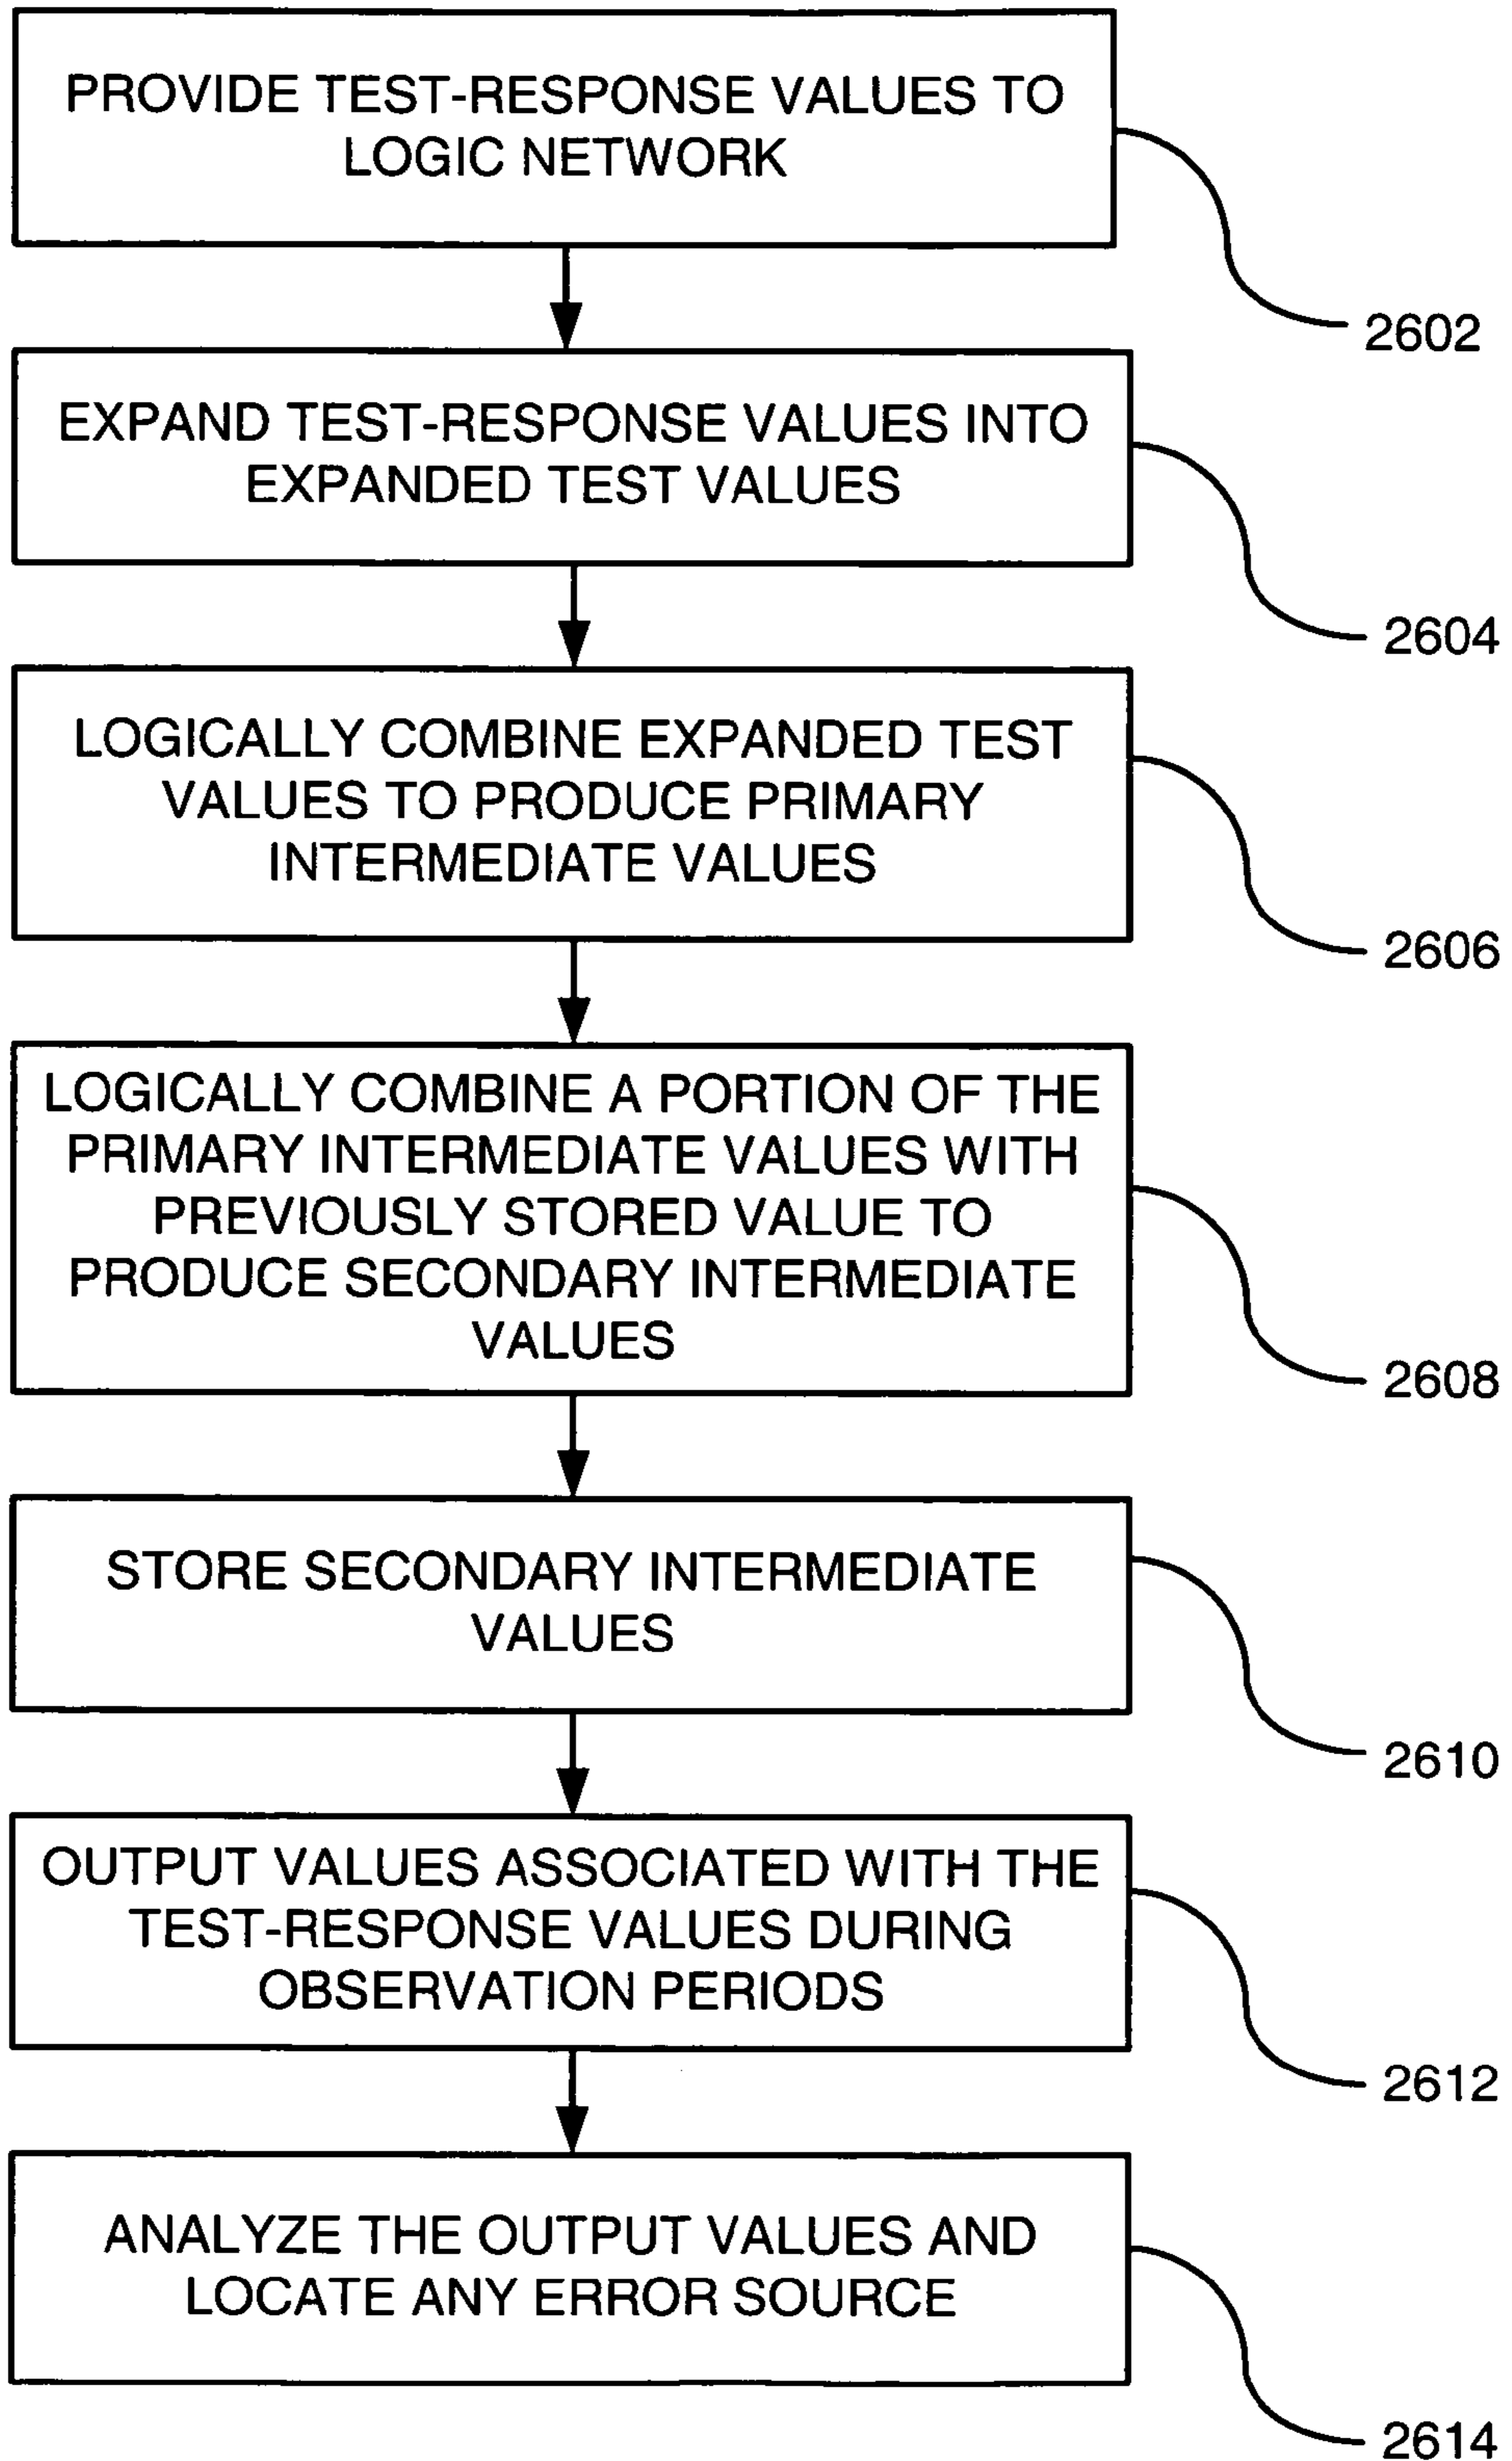 PROVIDE TEST-RESPONSE VALUES TO
LOGIC NETWORK
2602
EXPAND TEST-RESPONSE VALUES INTO
EXPANDED TEST VALUES
2604
LOGICALLY COMBINE EXPANDED TEST
VALUES TO PRODUCE PRIMARY
INTERMEDIATE VALUES
2606
LOGICALLY COMBINE A PORTION OF THE
PRIMARY INTERMEDIATE VALUES WITH
PREVIOUSLY STORED VALUE TO
PRODUCE SECONDARY INTERMEDIATE
VALUES
2608
STORE SECONDARY INTERMEDIATE
VALUES
2610
OUTPUT VALUES ASSOCIATED WITH THE
TEST-RESPONSE VALUES DURING
OBSERVATION PERIODS
2612
ANALYZE THE OUTPUT VALUES AND
LOCATE ANY ERROR SOURCE
2614